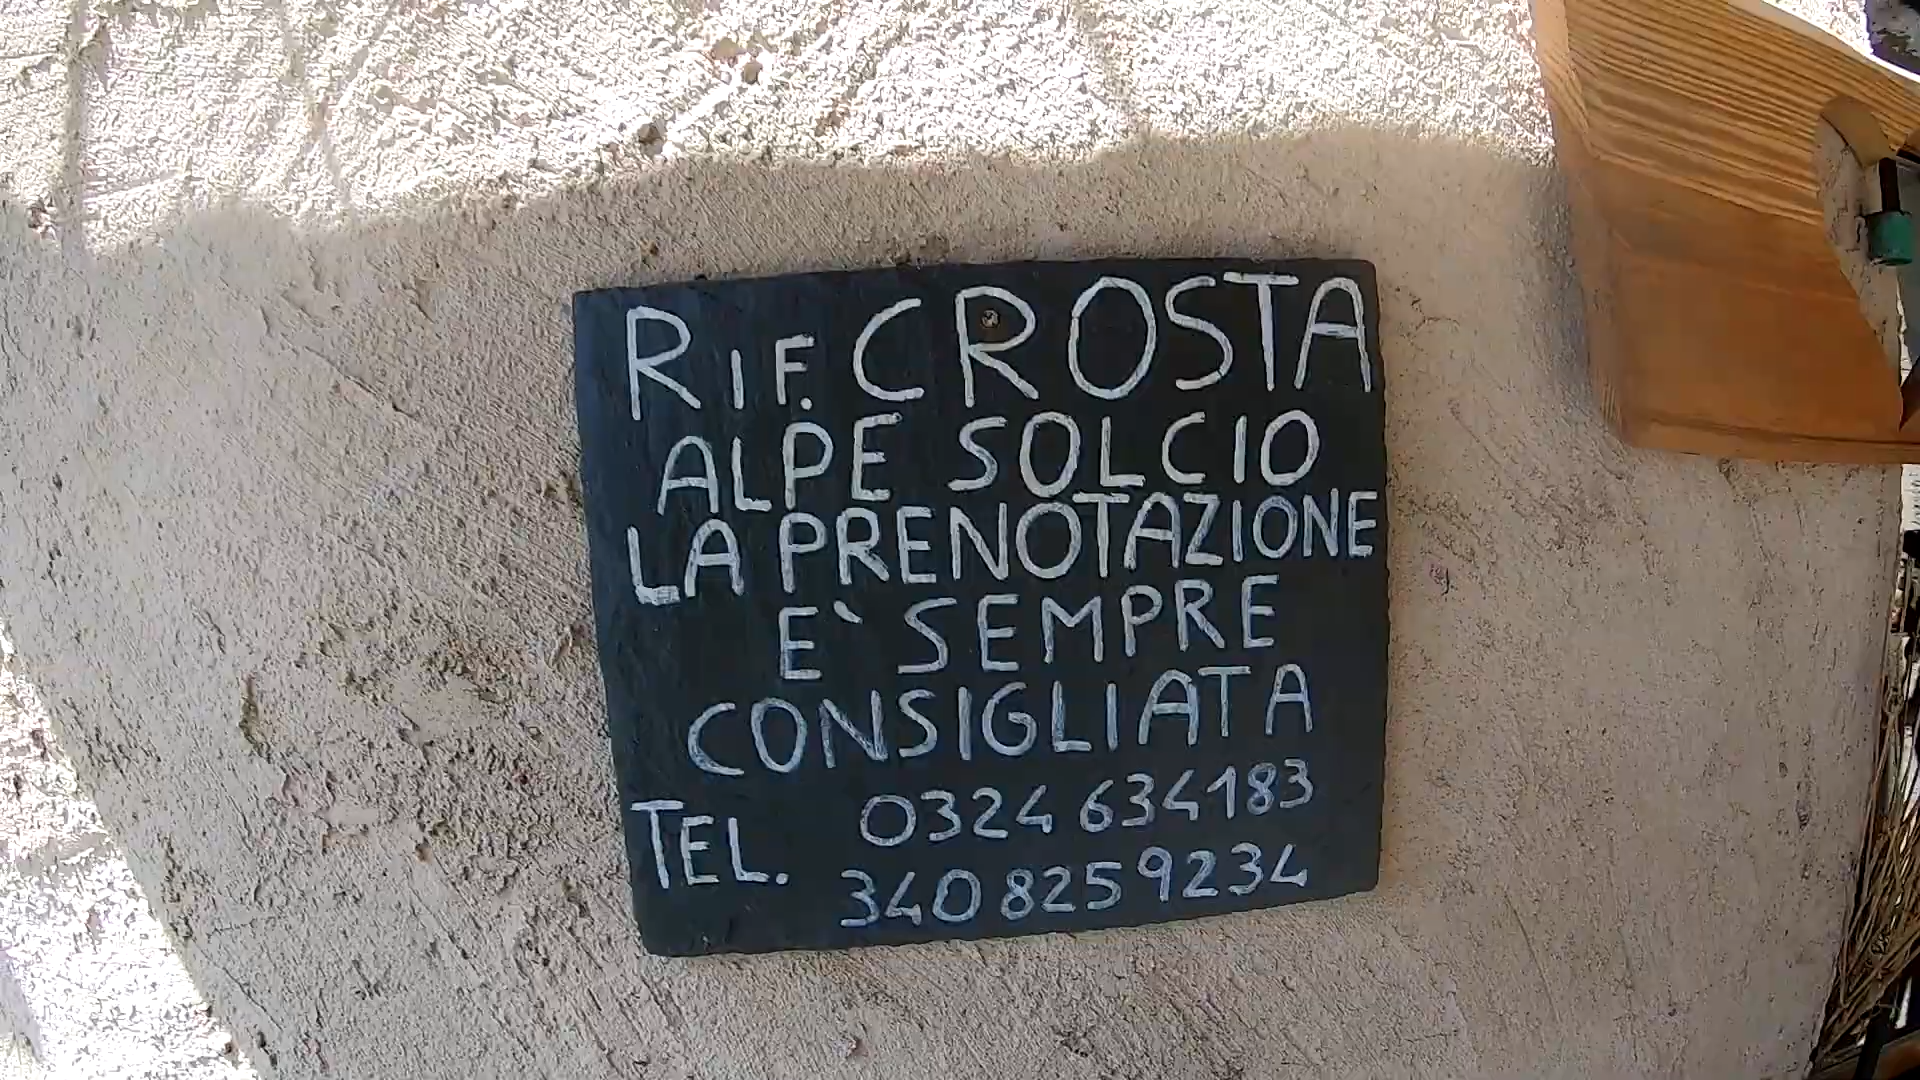 RIF. CROSTA
ALPE SOLCIO
LA PRENOTAZIONE
E` SEMPRE
CONSIGLIATA
TEL. 0324 634183
340 8259234